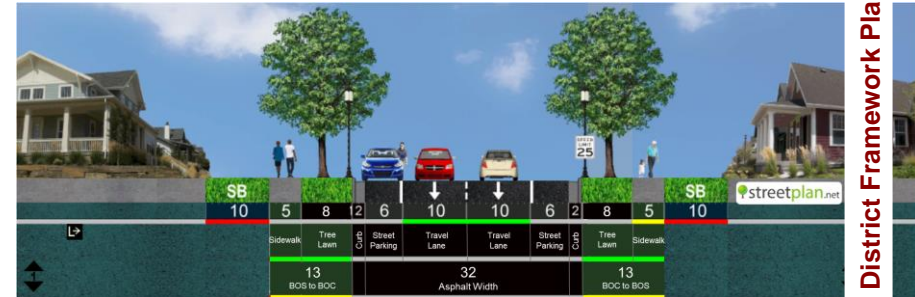 SPEED
LIMIT
25
SB SB
streetplan.net
10 5 8 2 6 10 10 6 2 8 5 10
Sidewalk
Tree
Lawn
Curb
Street
Parking
Travel
Lane
Travel
Lane
Street
Parking
Curb
Tree
Lawn
Sidewalk
13
BOS to BOC
32
Asphalt Width
13
BOC to BOS
L
1
District Framework Pla